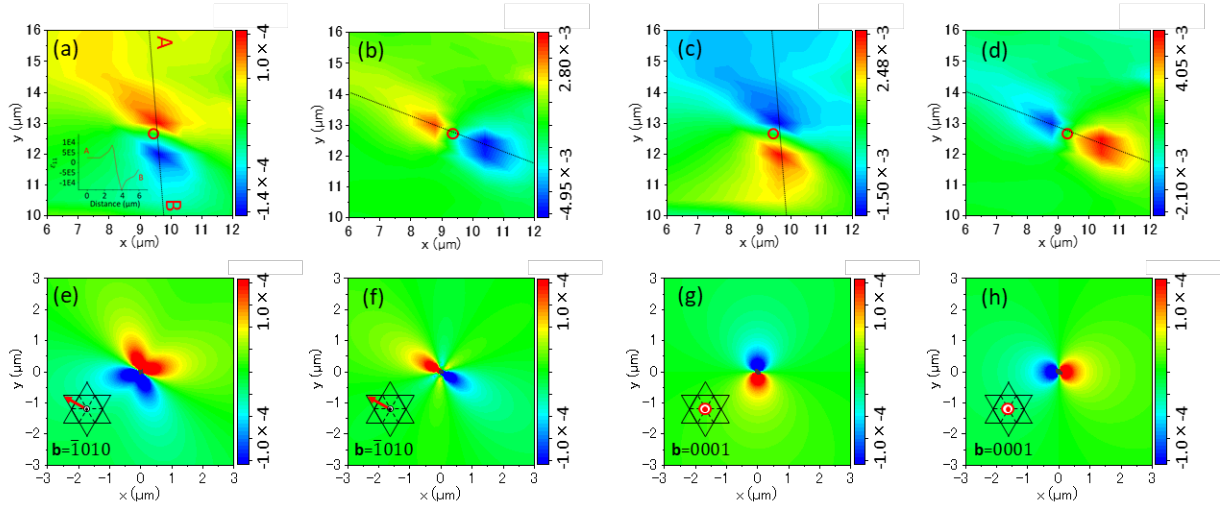 (a)
A
B
16
15
14
13
12
11
10
6 7 8 9 10 11 12
x (μm)
y (μm)
1.0 × −4
−1.4× −4
1E4
5E5
0
-5E5
-1E4
A
B
0 2 4 6
Distance (μm)
(b)
16
15
14
13
12
11
10
6 7 8 9 10 11 12
x (μm)
y (μm)
2.80 × −3
−4.95× −3
(c)
16
15
14
13
12
11
10
6 7 8 9 10 11 12
x (μm)
y (μm)
2.48 × −3
−1.50× −3
(d)
16
15
14
13
12
11
10
6 7 8 9 10 11 12
x (μm)
y (μm)
4.05 × −3
−2.10× −3
(e)
3
2
1
0
−1
−2
−3
−3 −2 −1 0 1 2 3
x (μm)
y (μm)
b=1̅010
1.0 × −4
−1.0× −4
(f)
3
2
1
0
−1
−2
−3
−3 −2 −1 0 1 2 3
x (μm)
y (μm)
b=1̅010
1.0 × −4
−1.0× −4
(g)
3
2
1
0
−1
−2
−3
−3 −2 −1 0 1 2 3
x (μm)
y (μm)
b=0001
1.0 × −4
−1.0× −4
(h)
3
2
1
0
−1
−2
−3
−3 −2 −1 0 1 2 3
x (μm)
y (μm)
b=0001
1.0 × −4
−1.0× −4